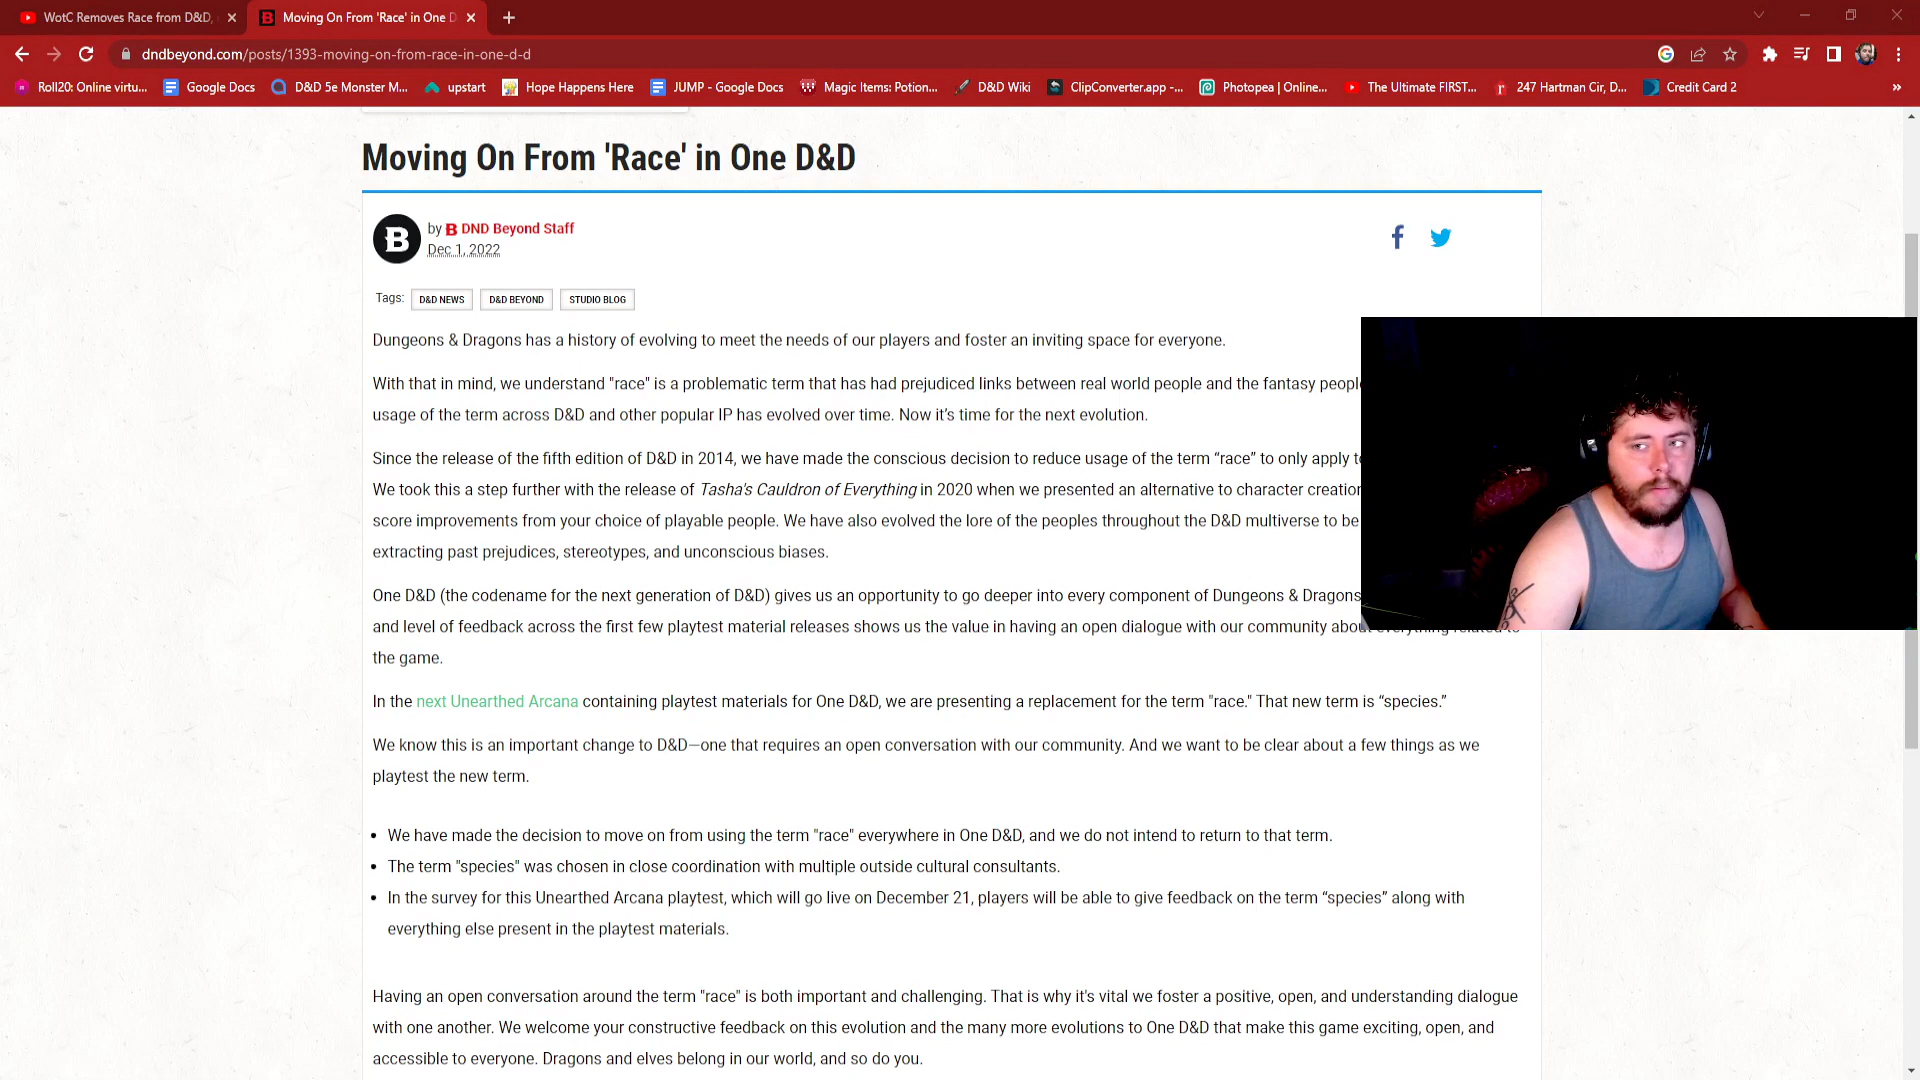 WotC Removes Race from D&D,
Moving On From 'Race' in One D
dndbeyond.com/posts/1393-moving-on-from-race-in-one-d-d
Roll20: Online virtu... Google Docs D&D 5e Monster M... upstart Hope Happens Here JUMP - Google Docs Magic Items: Potion... D&D Wiki ClipConverter.app -... Photopea | Online... The Ultimate FIRST... 247 Hartman Cir, D... Credit Card 2 »
Moving On From 'Race' in One D&D
by B DND Beyond Staff
Dec 1, 2022
Tags: D&D NEWS D&D BEYOND STUDIO BLOG
Dungeons & Dragons has a history of evolving to meet the needs of our players and foster an inviting space for everyone.
With that in mind, we understand "race" is a problematic term that has had prejudiced links between real world people and the fantasy
usage of the term across D&D and other popular IP has evolved over time. Now it’s time for the next evolution.
Since the release of the fifth edition of D&D in 2014, we have made the conscious decision to reduce usage of the term “race” to only apply
We took this a step further with the release of Tasha's Cauldron of Everything in 2020 when we presented an alternative to character creation
score improvements from your choice of playable people. We have also evolved the lore of the peoples throughout the D&D multiverse to be
extracting past prejudices, stereotypes, and unconscious biases.
One D&D (the codename for the next generation of D&D) gives us an opportunity to go deeper into every component of Dungeons & Dragons
and level of feedback across the first few playtest material releases shows us the value in having an open dialogue with our community about everything related to
the game.
In the next Unearthed Arcana containing playtest materials for One D&D, we are presenting a replacement for the term "race." That new term is “species.”
We know this is an important change to D&D—one that requires an open conversation with our community. And we want to be clear about a few things as we
playtest the new term.
• We have made the decision to move on from using the term "race" everywhere in One D&D, and we do not intend to return to that term.
• The term "species" was chosen in close coordination with multiple outside cultural consultants.
• In the survey for this Unearthed Arcana playtest, which will go live on December 21, players will be able to give feedback on the term “species” along with
everything else present in the playtest materials.
Having an open conversation around the term "race" is both important and challenging. That is why it's vital we foster a positive, open, and understanding dialogue
with one another. We welcome your constructive feedback on this evolution and the many more evolutions to One D&D that make this game exciting, open, and
accessible to everyone. Dragons and elves belong in our world, and so do you.